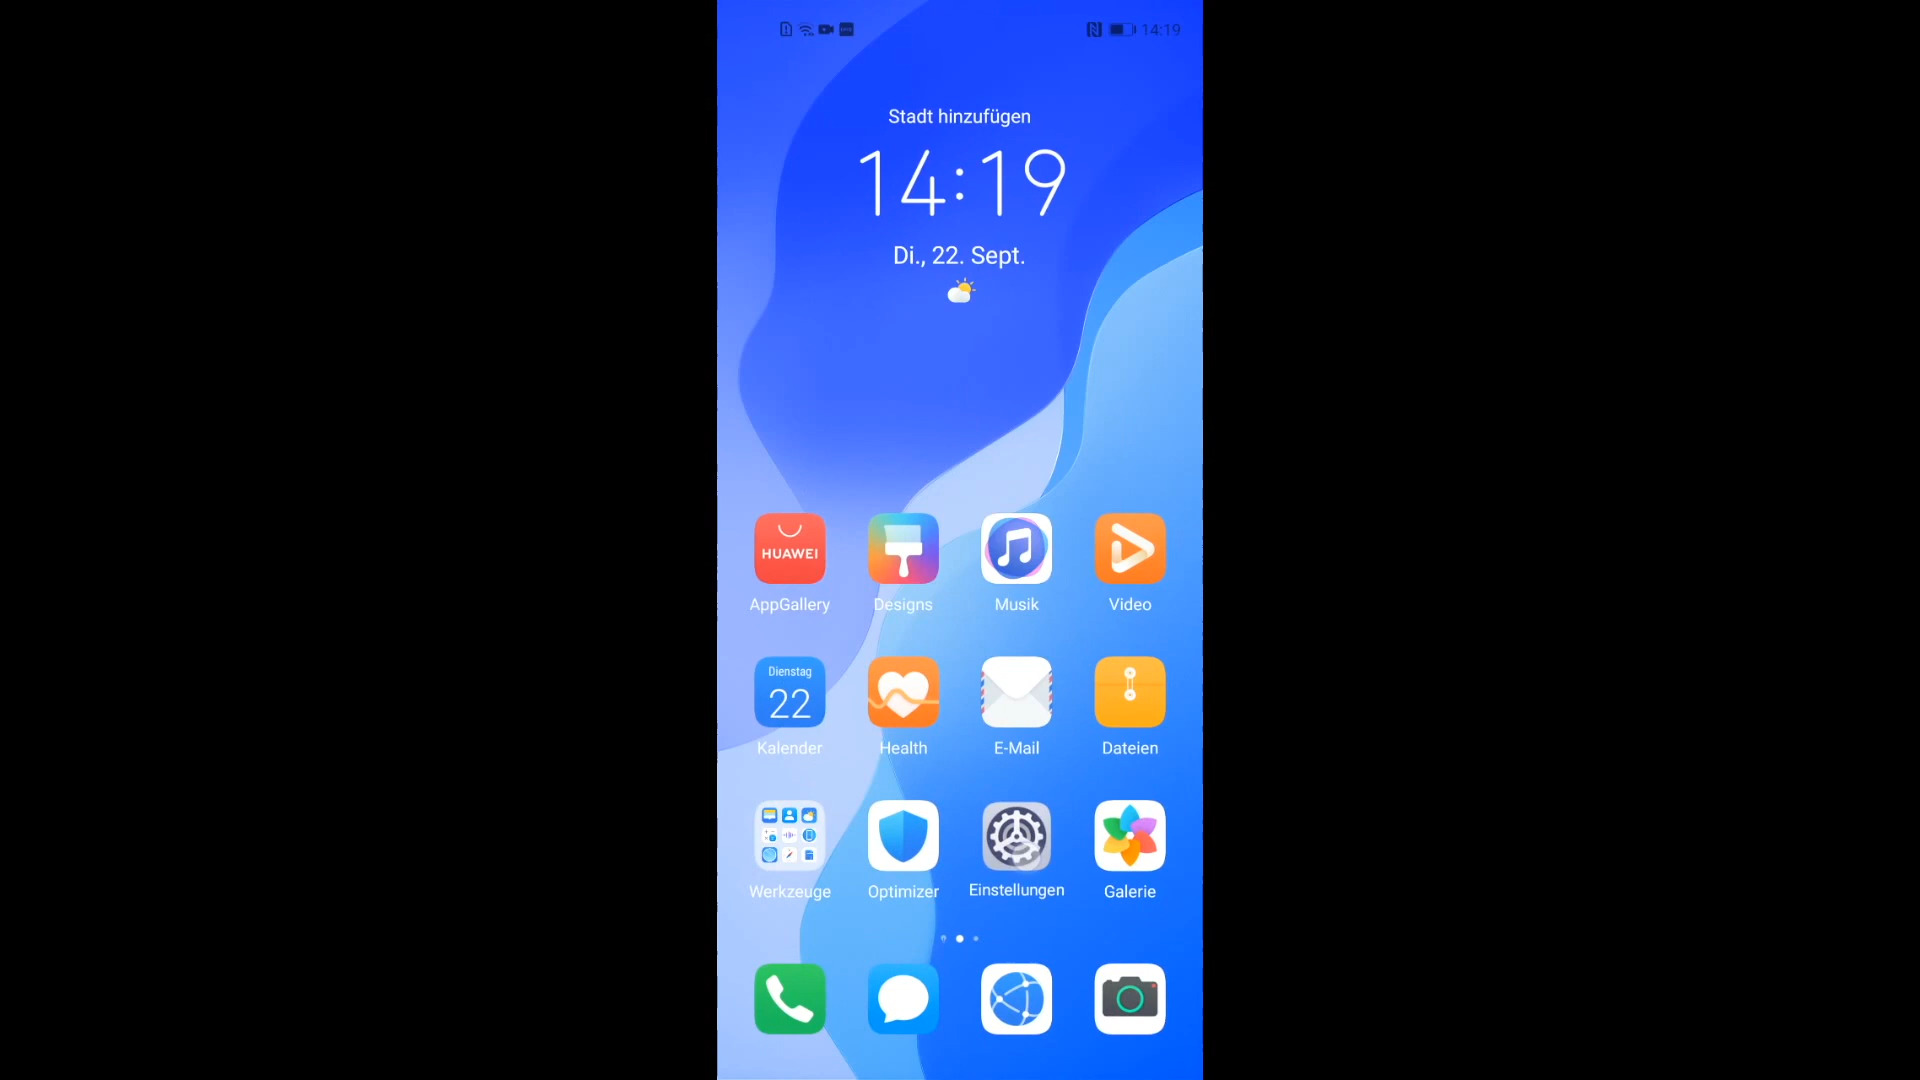 14:19
Stadt hinzufügen
14:19
Di., 22. Sept.
HUAWEI
AppGallery
Designs
Musik
Video
Dienstag
22
Kalender
Health
E-Mail
Dateien
Werkzeuge
Optimizer
Einstellungen
Galerie